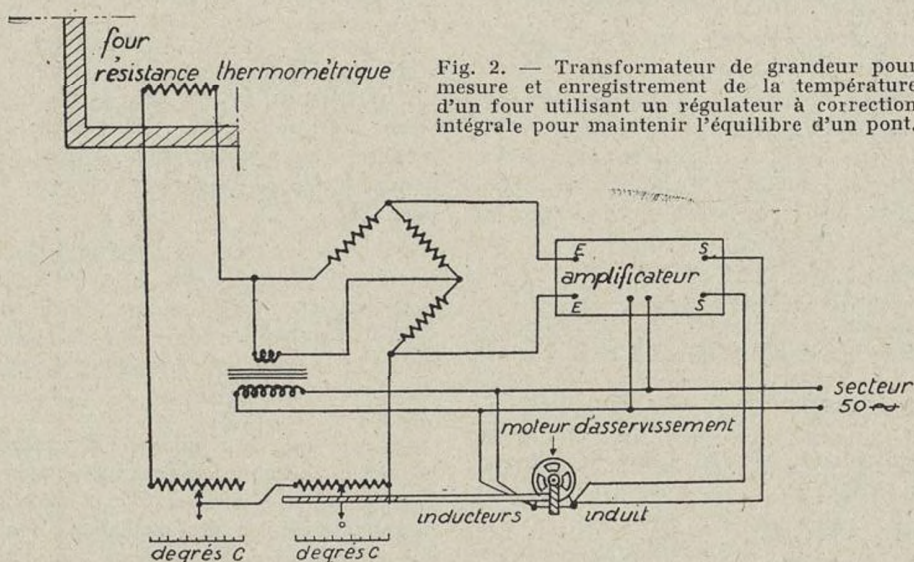 four
résistance thermométrique
Fig. 2. — Transformateur de grandeur pour
mesure et enregistrement de la température
d'un four utilisant un régulateur à correction
intégrale pour maintenir l'équilibre d'un pont.
E
S
amplificateur
E
S
secteur
50~
moteur d'asservissement
inducteurs
induit
degrés C
degrés C